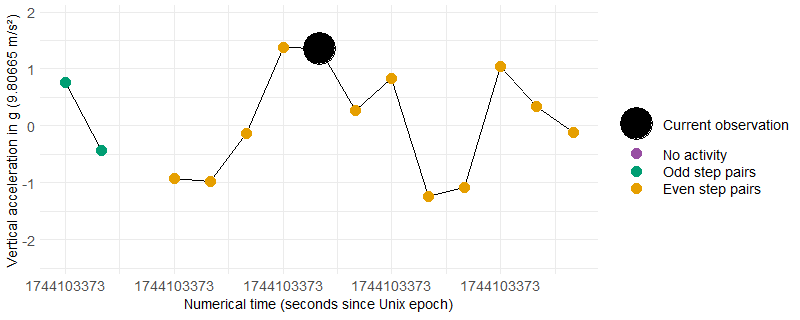 Vertical acceleration in g (9.80665 m/s²)
2
1
0
-1
-2
1744103373 1744103373 1744103373 1744103373 1744103373
Numerical time (seconds since Unix epoch)
Current observation
No activity
Odd step pairs
Even step pairs